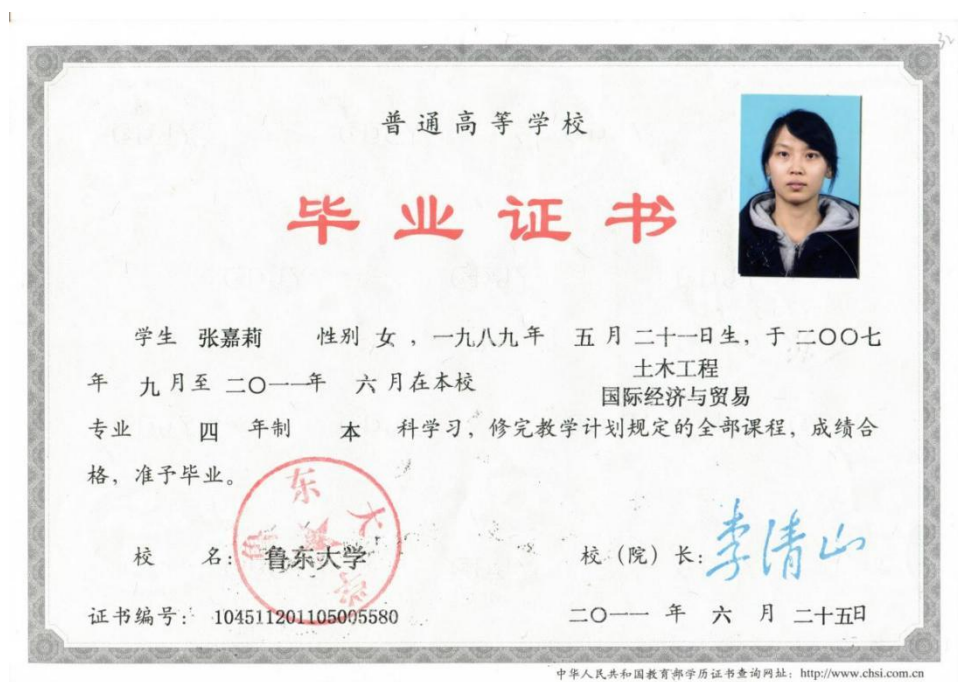 32
普通高等学校
毕业证书
学生 张嘉莉 性别 女 ，一九八九年 五 月 二十一日生，于 二〇〇七
年 九 月至 二〇一一年 六 月在本校 土木工程
国际经济与贸易
专业 四 年制 本 科学习，修完教学计划规定的全部课程，成绩合
格，准予毕业。
鲁东大学
校 名： 鲁东大学 校（院）长：李清山
证书编号： 104511201105005580 二〇一一 年 六 月 二十五日
中华人民共和国教育部学历证书查询网址：http://www.chsi.com.cn